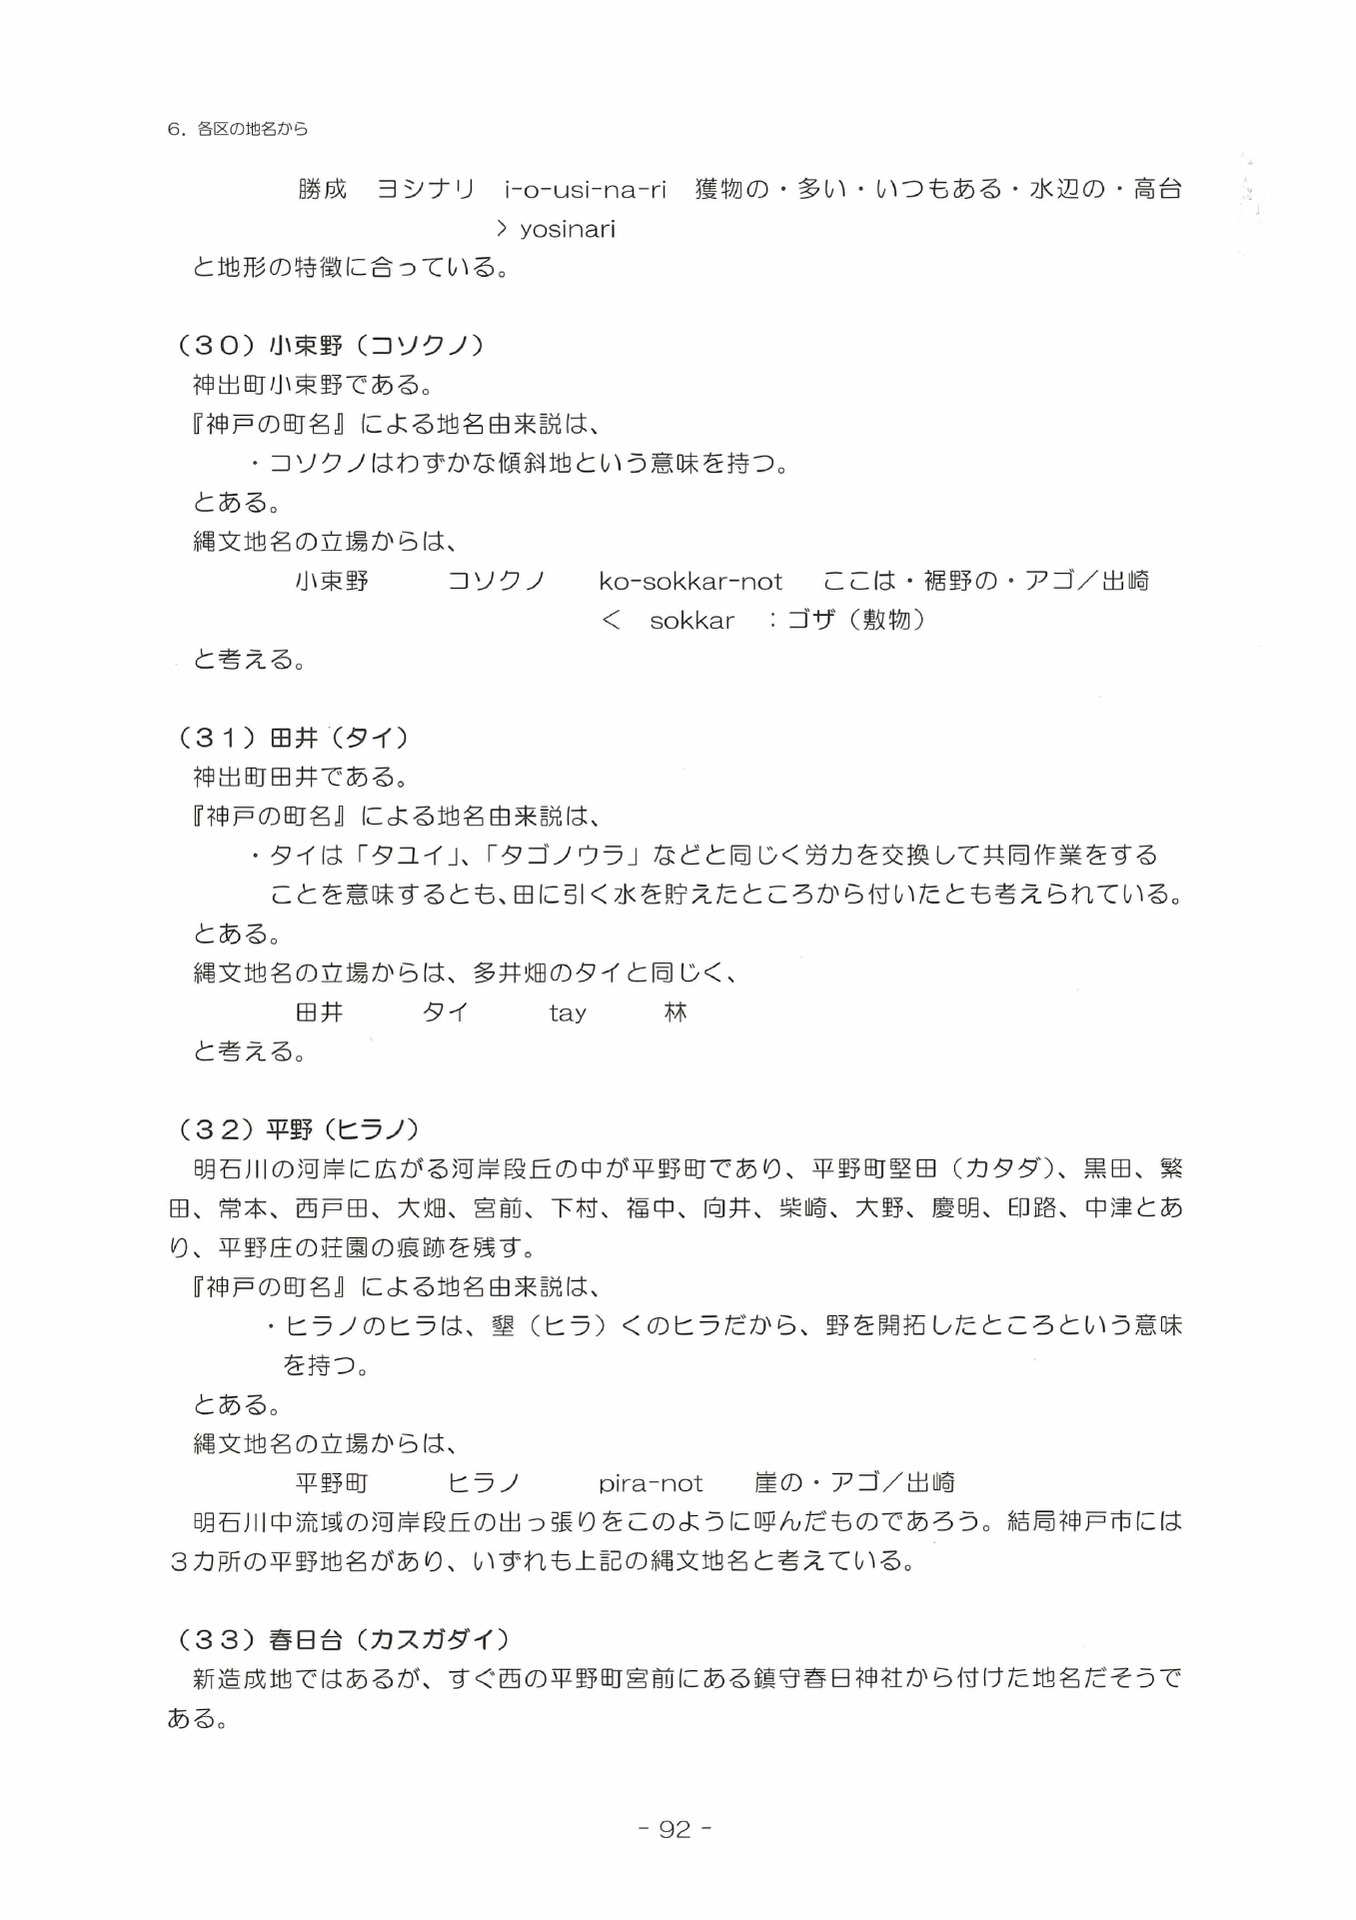 6．各区の地名から
勝成　ヨシナリ　i-o-usi-na-ri　獲物の・多い・いつもある・水辺の・高台
> yosinari
と地形の特徴に合っている。
（３０）小束野（コソクノ）
神出町小束野である。
『神戸の町名』による地名由来説は、
・コソクノはわずかな傾斜地という意味を持つ。
とある。
縄文地名の立場からは、
小束野　コソクノ　ko-sokkar-not　ここは・裾野の・アゴ／出崎
＜　sokkar　：ゴザ（敷物）
と考える。
（３１）田井（タイ）
神出町田井である。
『神戸の町名』による地名由来説は、
・タイは「タユイ」、「タゴノウラ」などと同じく労力を交換して共同作業をする
ことを意味するとも、田に引く水を貯えたところから付いたとも考えられている。
とある。
縄文地名の立場からは、多井畑のタイと同じく、
田井　タイ　tay　林
と考える。
（３２）平野（ヒラノ）
明石川の河岸に広がる河岸段丘の中が平野町であり、平野町堅田（カタダ）、黒田、繁
田、常本、西戸田、大畑、宮前、下村、福中、向井、柴崎、大野、慶明、印路、中津とあ
り、平野庄の荘園の痕跡を残す。
『神戸の町名』による地名由来説は、
・ヒラノのヒラは、墾（ヒラ）くのヒラだから、野を開拓したところという意味
を持つ。
とある。
縄文地名の立場からは、
平野町　ヒラノ　pira-not　崖の・アゴ／出崎
明石川中流域の河岸段丘の出っ張りをこのように呼んだものであろう。結局神戸市には
３カ所の平野地名があり、いずれも上記の縄文地名と考えている。
（３３）春日台（カスガダイ）
新造成地ではあるが、すぐ西の平野町宮前にある鎮守春日神社から付けた地名だそうで
ある。
- 92 -